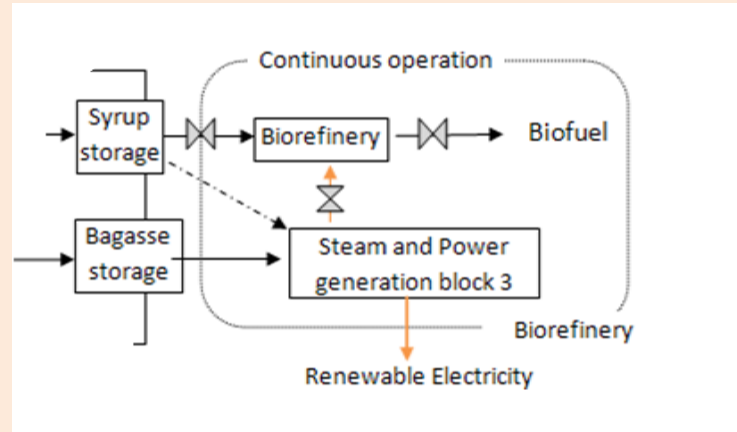 Continuous operation
Syrup
storage
Biorefinery
Biofuel
Bagasse
storage
Steam and Power
generation block 3
Biorefinery
Renewable Electricity